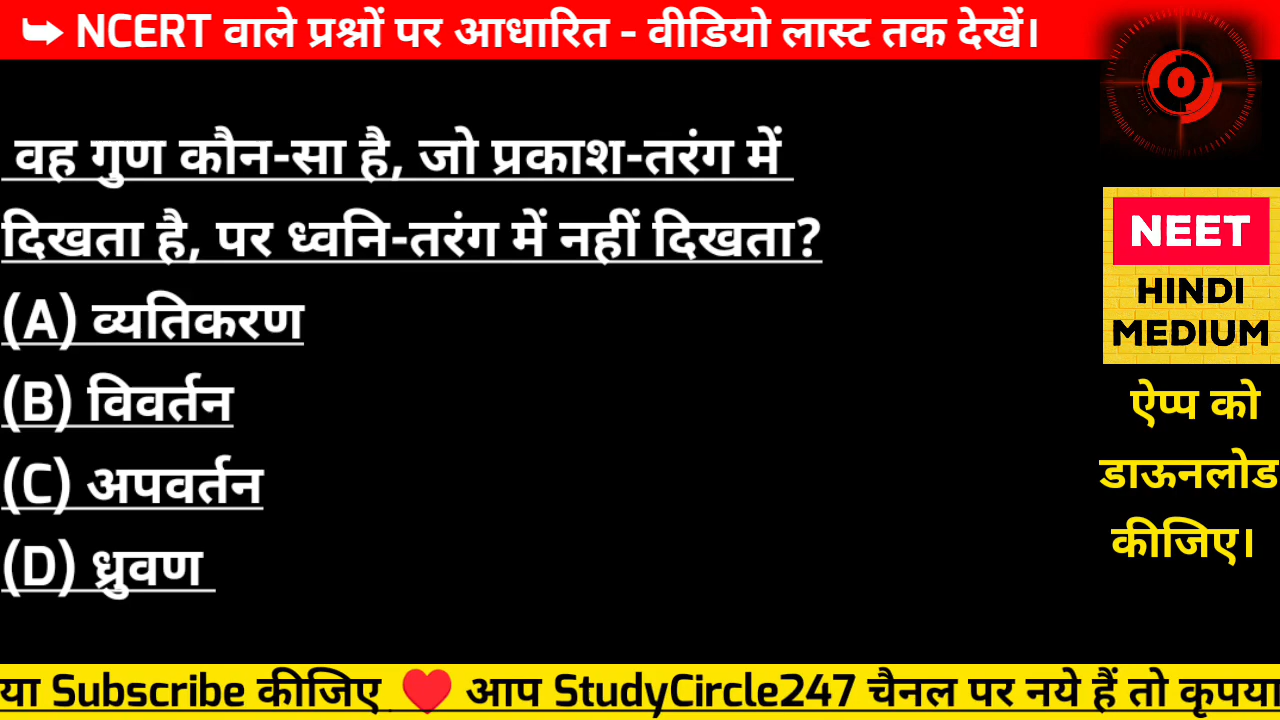 ➥ NCERT वाले प्रश्नों पर आधारित - वीडियो लास्ट तक देखें।
वह गुण कौन-सा है, जो प्रकाश-तरंग में
दिखता है, पर ध्वनि-तरंग में नहीं दिखता?
(A) व्यतिकरण
(B) विवर्तन
(C) अपवर्तन
(D) ध्रुवण
NEET
HINDI
MEDIUM
ऐप्प को
डाऊनलोड
कीजिए।
या Subscribe कीजिए ❤️ आप StudyCircle247 चैनल पर नये हैं तो कृपया